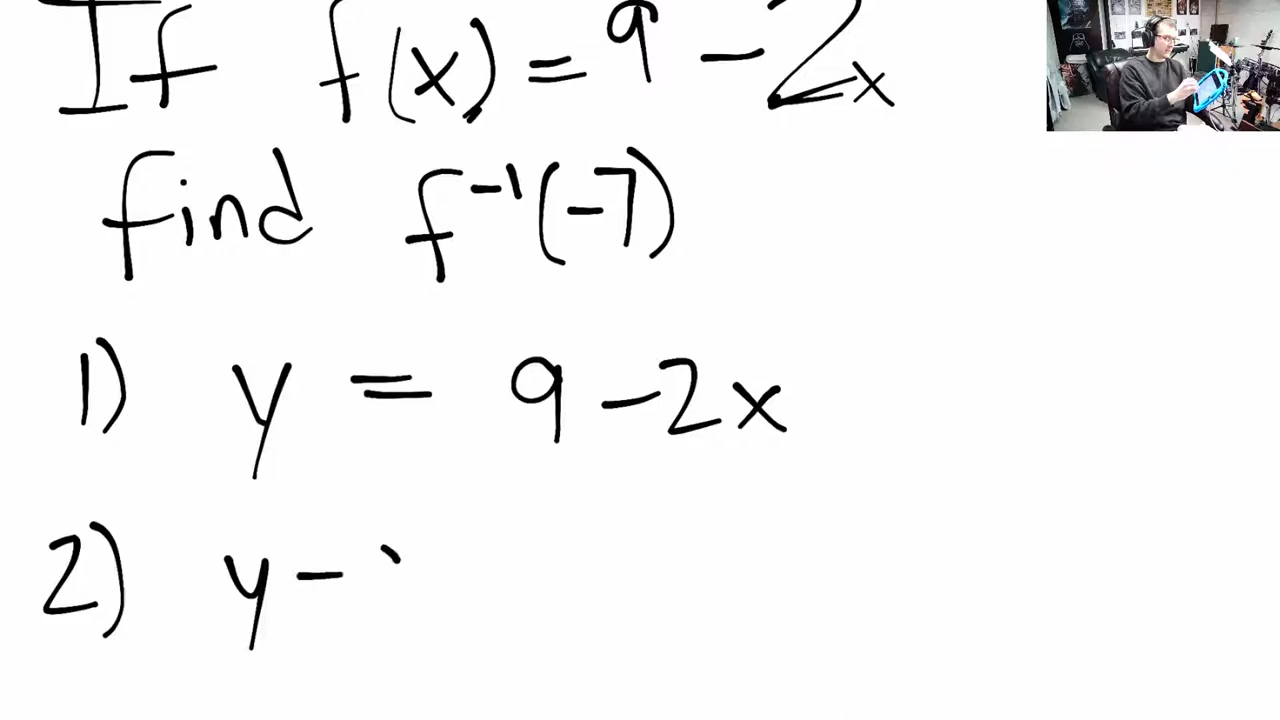 If f(x) = 9 - 2x
find f⁻¹(-7)
1) y = 9 - 2x
2) y -